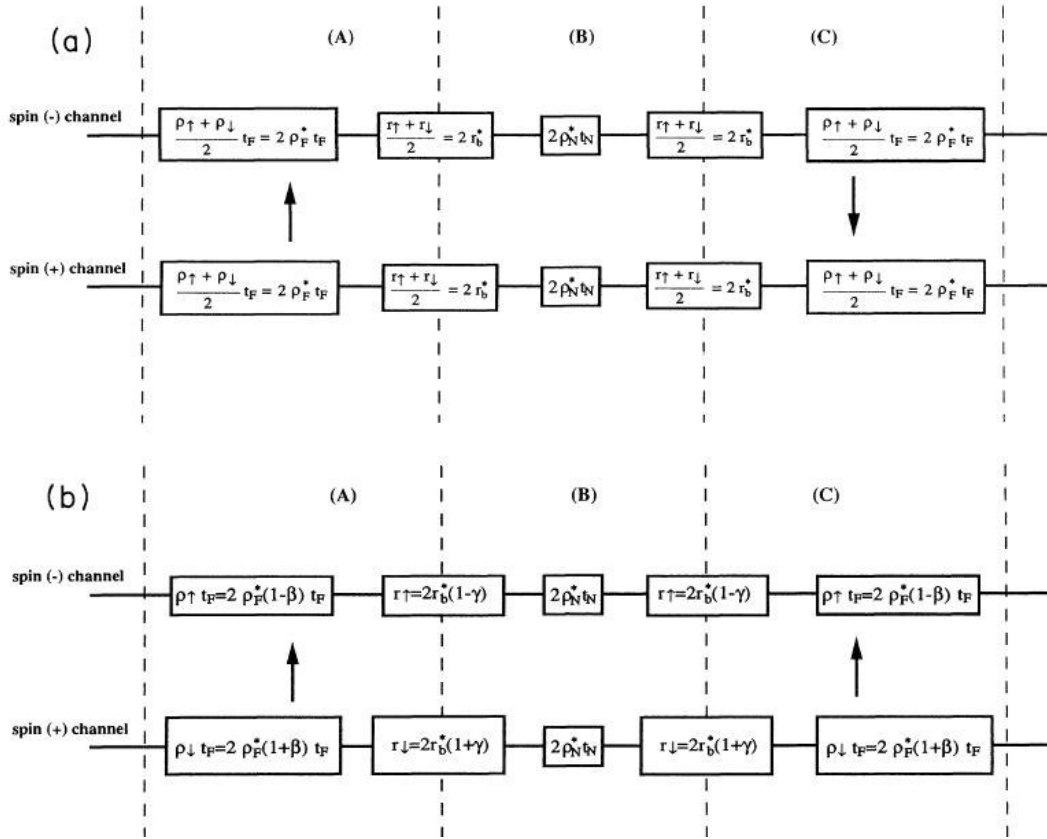 (a)
(A) (B) (C)
spin (-) channel
ρ↑ + ρ↓ / 2 t_F = 2 ρ*_F t_F
r↑ + r↓ / 2 = 2 r*_b
2ρ*_N t_N
r↑ + r↓ / 2 = 2 r*_b
ρ↑ + ρ↓ / 2 t_F = 2 ρ*_F t_F
spin (+) channel
ρ↑ + ρ↓ / 2 t_F = 2 ρ*_F t_F
r↑ + r↓ / 2 = 2 r*_b
2ρ*_N t_N
r↑ + r↓ / 2 = 2 r*_b
ρ↑ + ρ↓ / 2 t_F = 2 ρ*_F t_F
(b)
(A) (B) (C)
spin (-) channel
ρ↑ t_F=2 ρ*_F(1-β) t_F
r↑=2r*_b(1-γ)
2ρ*_N t_N
r↑=2r*_b(1-γ)
ρ↑ t_F=2 ρ*_F(1-β) t_F
spin (+) channel
ρ↓ t_F=2 ρ*_F(1+β) t_F
r↓=2r*_b(1+γ)
2ρ*_N t_N
r↓=2r*_b(1+γ)
ρ↓ t_F=2 ρ*_F(1+β) t_F